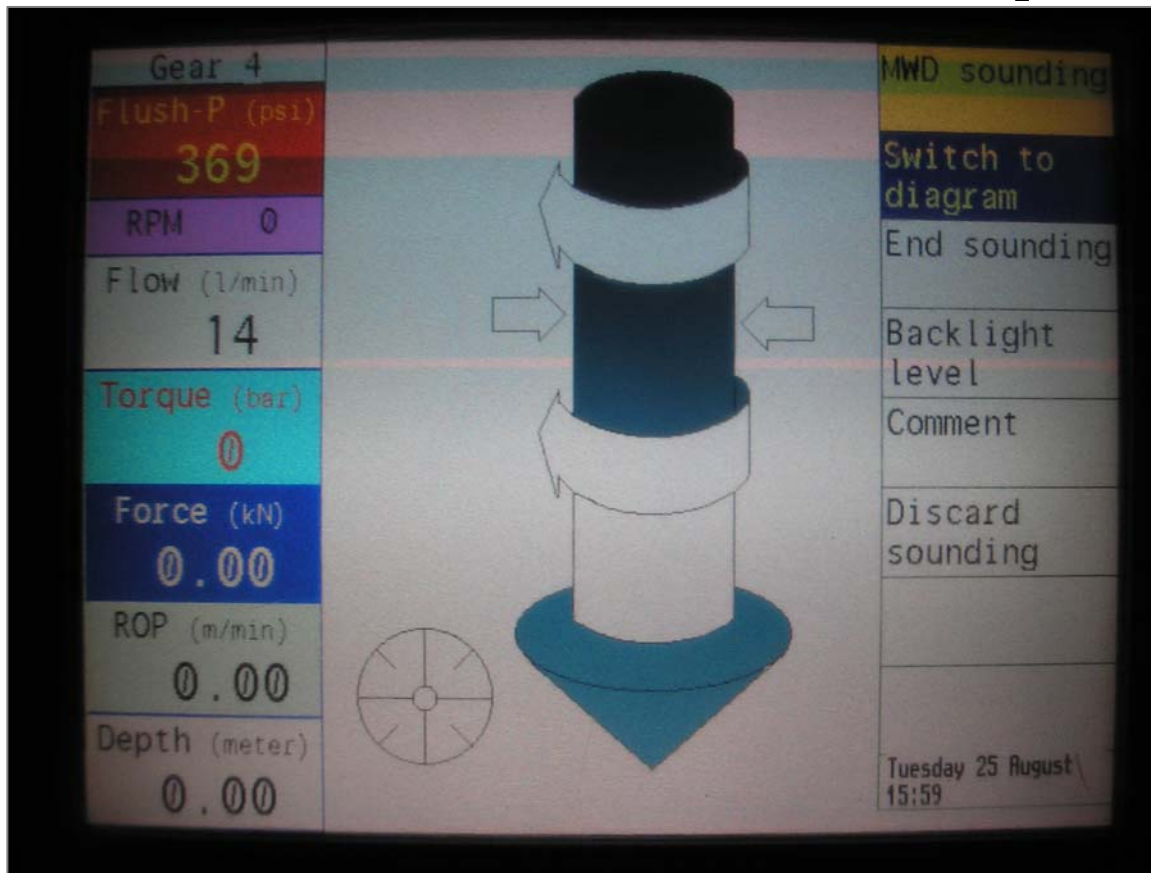 Gear 4
Flush-P (psi)
369
RPM 0
Flow (l/min)
14
Torque (bar)
0
Force (kN)
0.00
ROP (m/min)
0.00
Depth (meter)
0.00
MWD sounding
Switch to
diagram
End sounding
Backlight
level
Comment
Discard
sounding
Tuesday 25 August
15:59